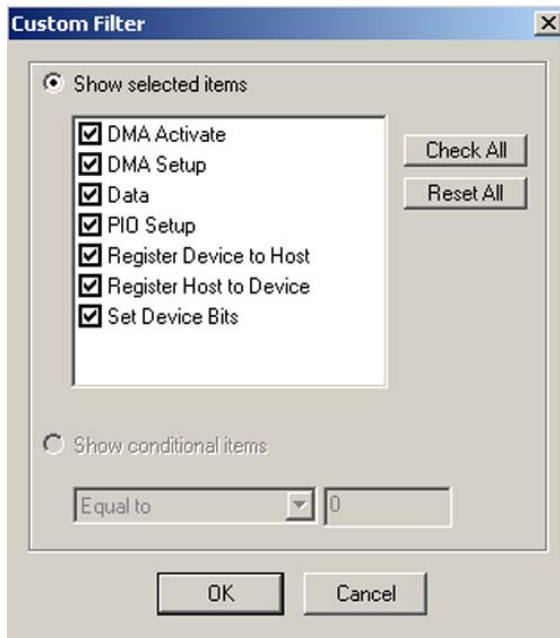 Custom Filter
Show selected items
DMA Activate
DMA Setup
Data
PIO Setup
Register Device to Host
Register Host to Device
Set Device Bits
Check All
Reset All
Show conditional items
Equal to 0
OK Cancel